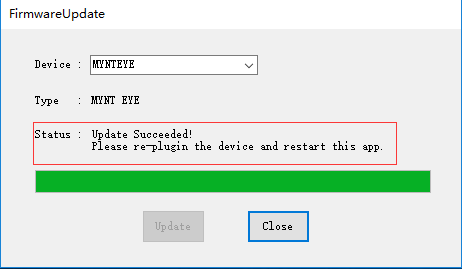 FirmwareUpdate
Device : MYNTEYE
Type : MYNT EYE
Status : Update Succeeded!
Please re-plugin the device and restart this app.
Update Close